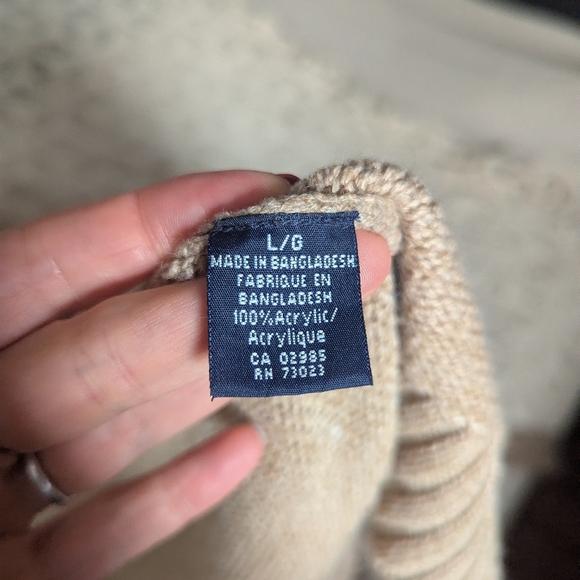 L/G
MADE IN BANGLADESH
FABRIQUE EN
BANGLADESH
100%Acrylic/
Acrylique
CA 02985
RN 73023